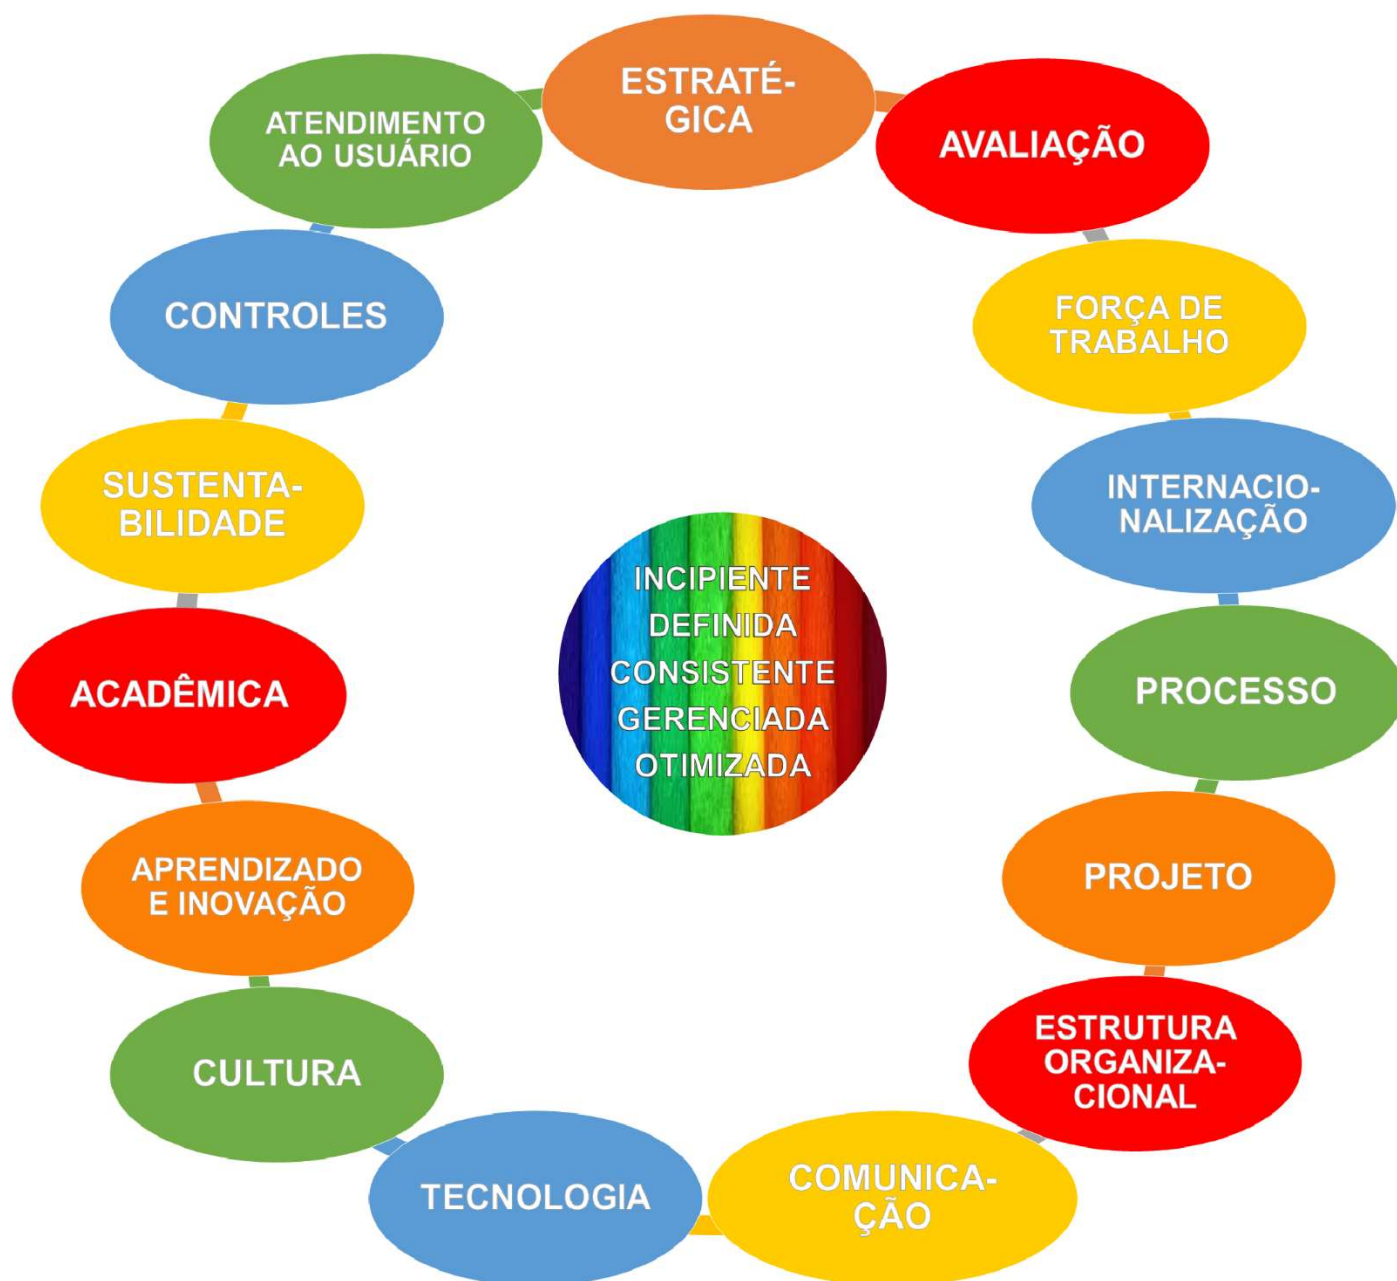 ESTRATÉ-
GICA
AVALIAÇÃO
FORÇA DE
TRABALHO
INTERNACIO-
NALIZAÇÃO
PROCESSO
PROJETO
ESTRUTURA
ORGANIZA-
CIONAL
COMUNICA-
ÇÃO
TECNOLOGIA
CULTURA
APRENDIZADO
E INOVAÇÃO
ACADÊMICA
SUSTENTA-
BILIDADE
CONTROLES
ATENDIMENTO
AO USUÁRIO
INCIPIENTE
DEFINIDA
CONSISTENTE
GERENCIADA
OTIMIZADA